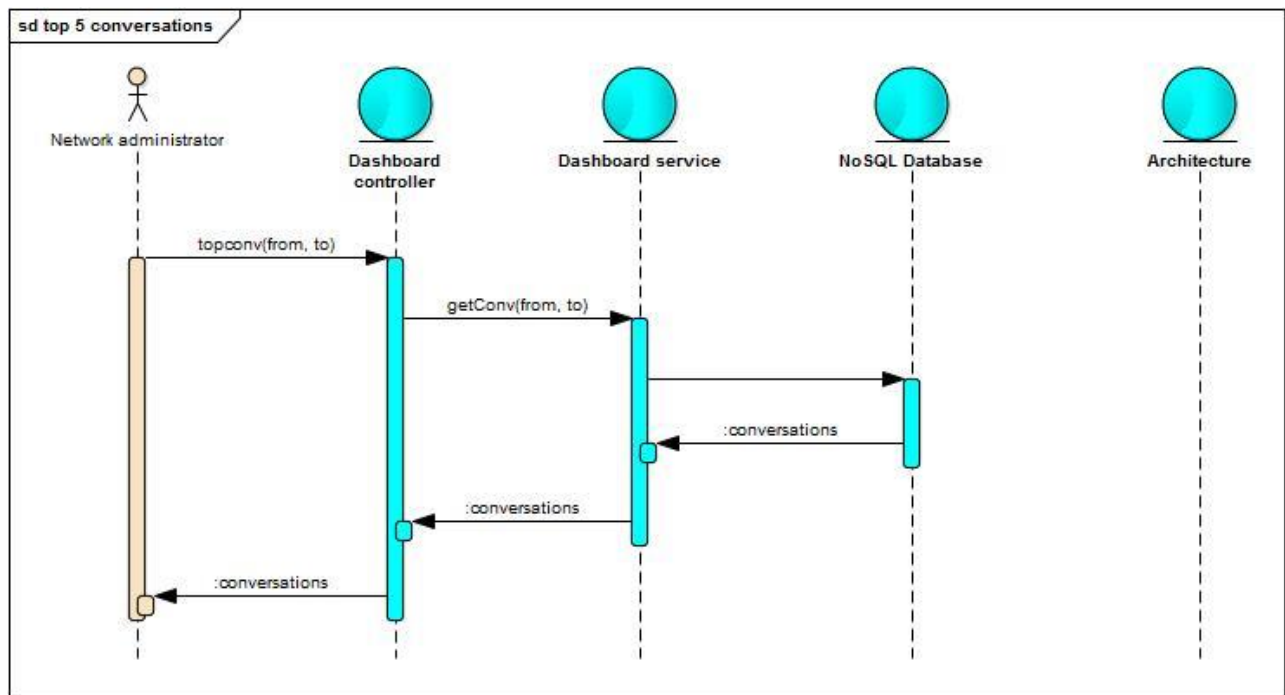 sd top 5 conversations
Network administrator
Dashboard
controller
Dashboard service
NoSQL Database
Architecture
topconv(from, to)
getConv(from, to)
:conversations
:conversations
:conversations